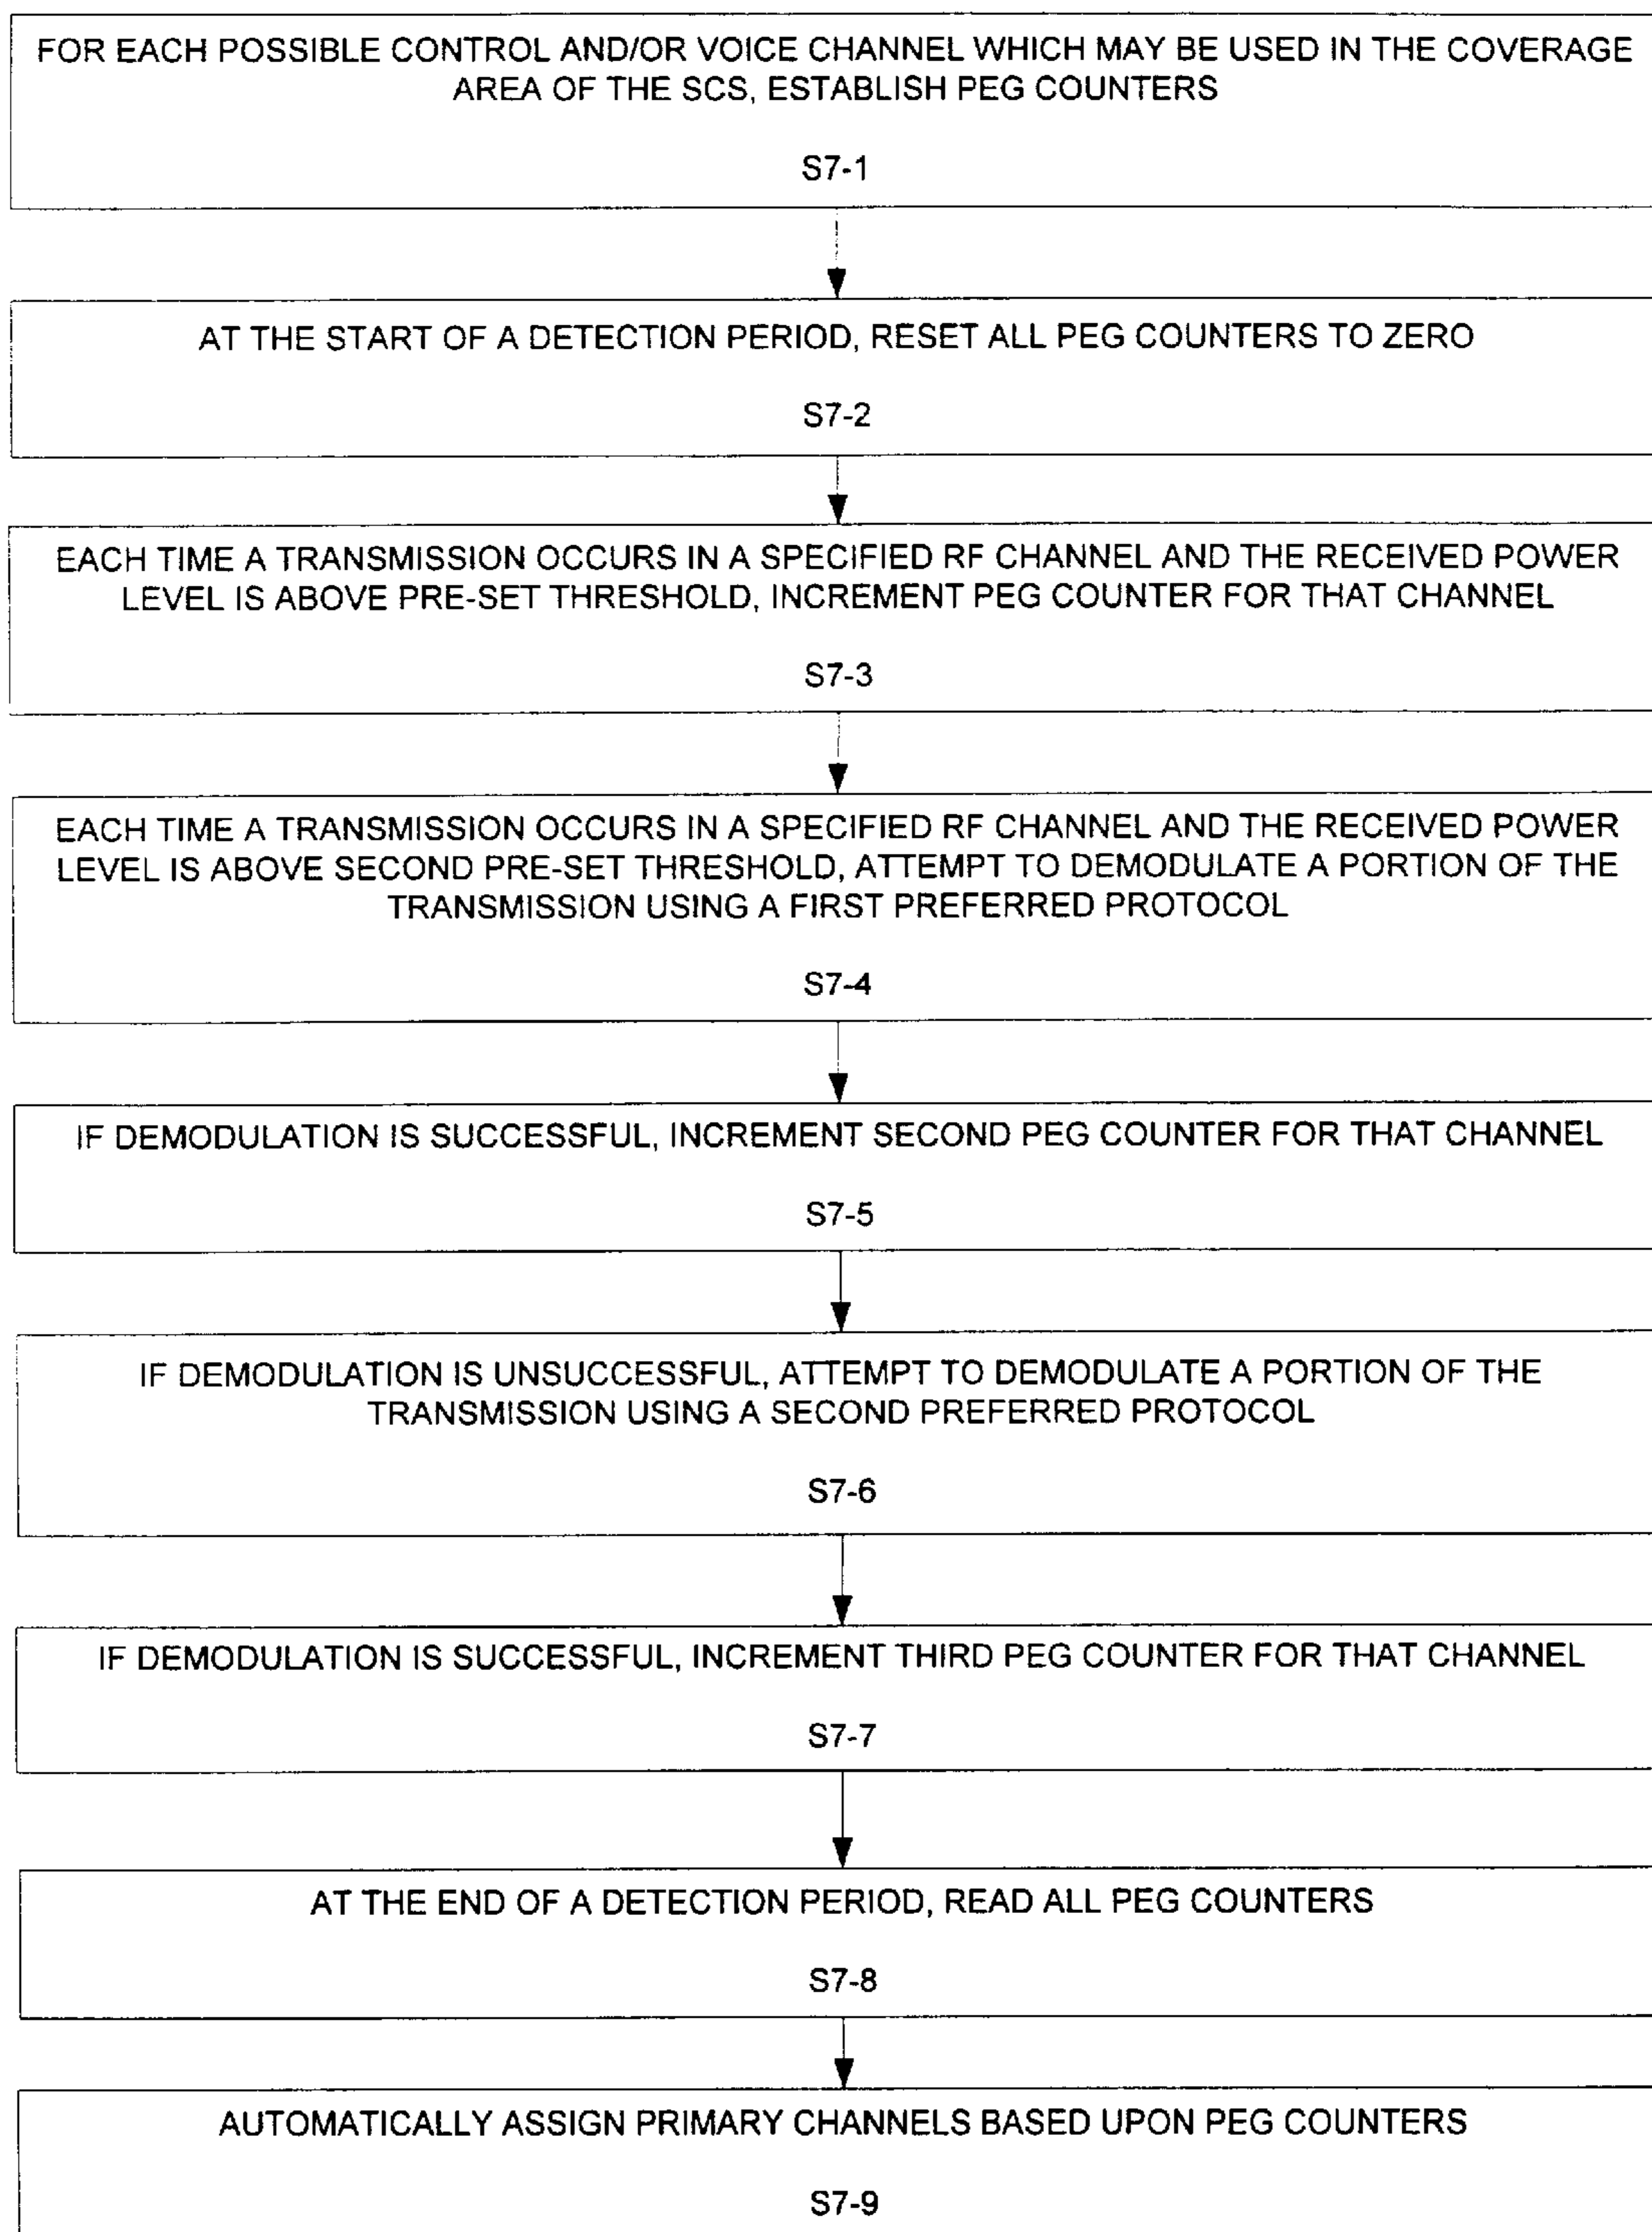 FOR EACH POSSIBLE CONTROL AND/OR VOICE CHANNEL WHICH MAY BE USED IN THE COVERAGE
AREA OF THE SCS, ESTABLISH PEG COUNTERS
S7-1
AT THE START OF A DETECTION PERIOD, RESET ALL PEG COUNTERS TO ZERO
S7-2
EACH TIME A TRANSMISSION OCCURS IN A SPECIFIED RF CHANNEL AND THE RECEIVED POWER
LEVEL IS ABOVE PRE-SET THRESHOLD, INCREMENT PEG COUNTER FOR THAT CHANNEL
S7-3
EACH TIME A TRANSMISSION OCCURS IN A SPECIFIED RF CHANNEL AND THE RECEIVED POWER
LEVEL IS ABOVE SECOND PRE-SET THRESHOLD, ATTEMPT TO DEMODULATE A PORTION OF THE
TRANSMISSION USING A FIRST PREFERRED PROTOCOL
S7-4
IF DEMODULATION IS SUCCESSFUL, INCREMENT SECOND PEG COUNTER FOR THAT CHANNEL
S7-5
IF DEMODULATION IS UNSUCCESSFUL, ATTEMPT TO DEMODULATE A PORTION OF THE
TRANSMISSION USING A SECOND PREFERRED PROTOCOL
S7-6
IF DEMODULATION IS SUCCESSFUL, INCREMENT THIRD PEG COUNTER FOR THAT CHANNEL
S7-7
AT THE END OF A DETECTION PERIOD, READ ALL PEG COUNTERS
S7-8
AUTOMATICALLY ASSIGN PRIMARY CHANNELS BASED UPON PEG COUNTERS
S7-9